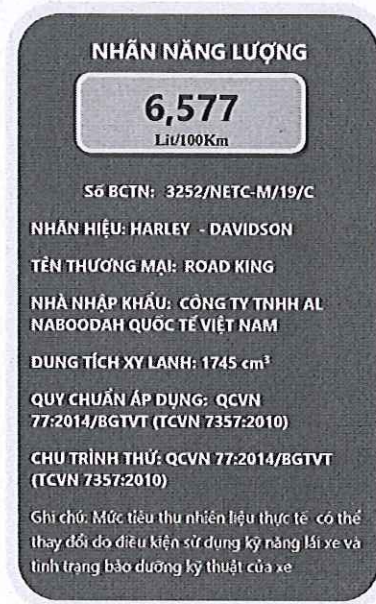 NHÃN NĂNG LƯỢNG
6,577
Lit/100Km
Số BCTN: 3252/NETC-M/19/C
NHÃN HIỆU: HARLEY - DAVIDSON
TÊN THƯƠNG MẠI: ROAD KING
NHÀ NHẬP KHẨU: CÔNG TY TNHH AL
NABOODAH QUỐC TẾ VIỆT NAM
DUNG TÍCH XY LANH: 1745 cm³
QUY CHUẨN ÁP DỤNG: QCVN
77:2014/BGTVT (TCVN 7357:2010)
CHU TRÌNH THỬ: QCVN 77:2014/BGTVT
(TCVN 7357:2010)
Ghi chú: Mức tiêu thụ nhiên liệu thực tế có thể
thay đổi do điều kiện sử dụng kỹ năng lái xe và
tình trạng bảo dưỡng kỹ thuật của xe